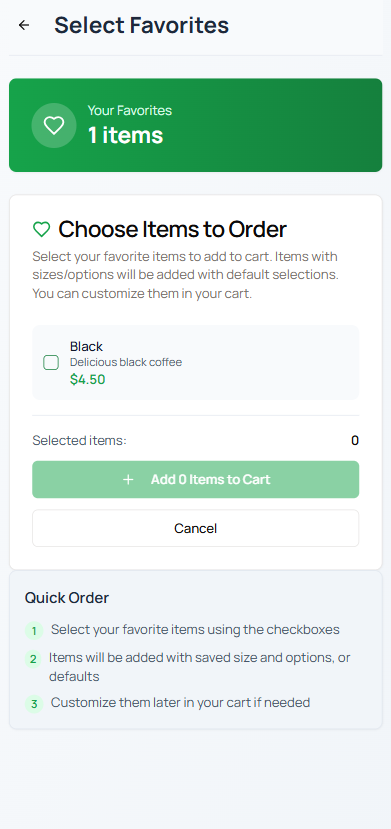 Select Favorites
Your Favorites
1 items
Choose Items to Order
Select your favorite items to add to cart. Items with
sizes/options will be added with default selections.
You can customize them in your cart.
Black
Delicious black coffee
$4.50
Selected items: 0
Add 0 Items to Cart
Cancel
Quick Order
1 Select your favorite items using the checkboxes
2 Items will be added with saved size and options, or
defaults
3 Customize them later in your cart if needed